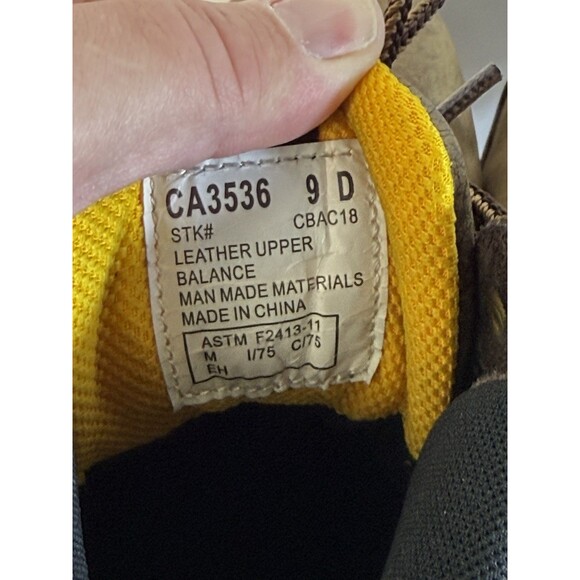 CA3536 9 D
STK# CBAC18
LEATHER UPPER
BALANCE
MAN MADE MATERIALS
MADE IN CHINA
ASTM F2413-11
M I/75 C/75
EH